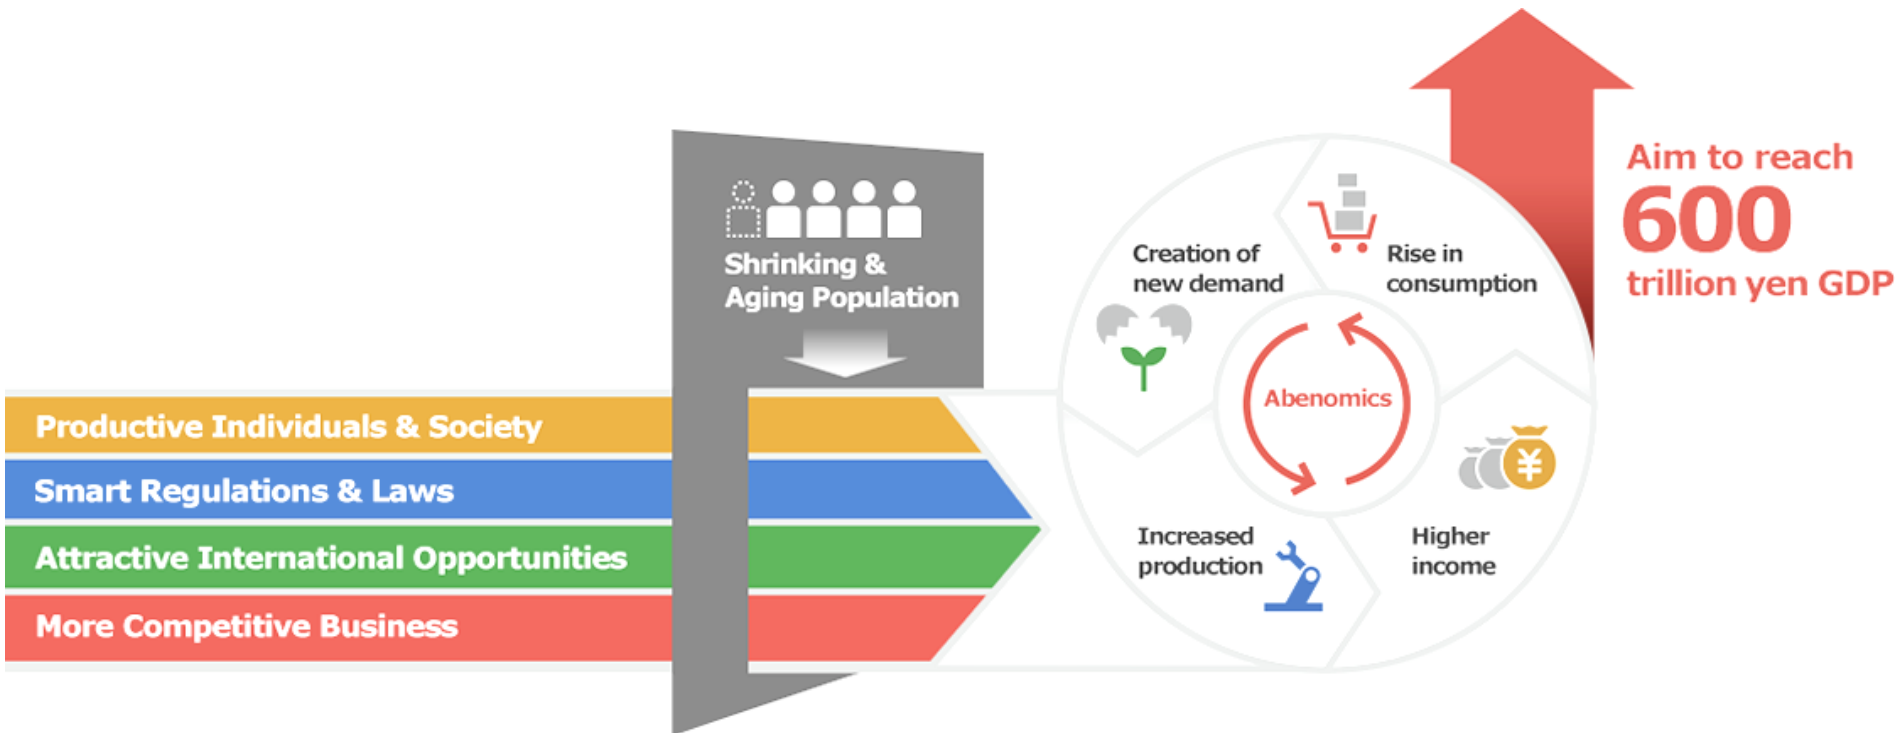 Productive Individuals & Society
Smart Regulations & Laws
Attractive International Opportunities
More Competitive Business
Shrinking &
Aging Population
Creation of
new demand
Rise in
consumption
Abenomics
¥
Increased
production
Higher
income
Aim to reach
600
trillion yen GDP